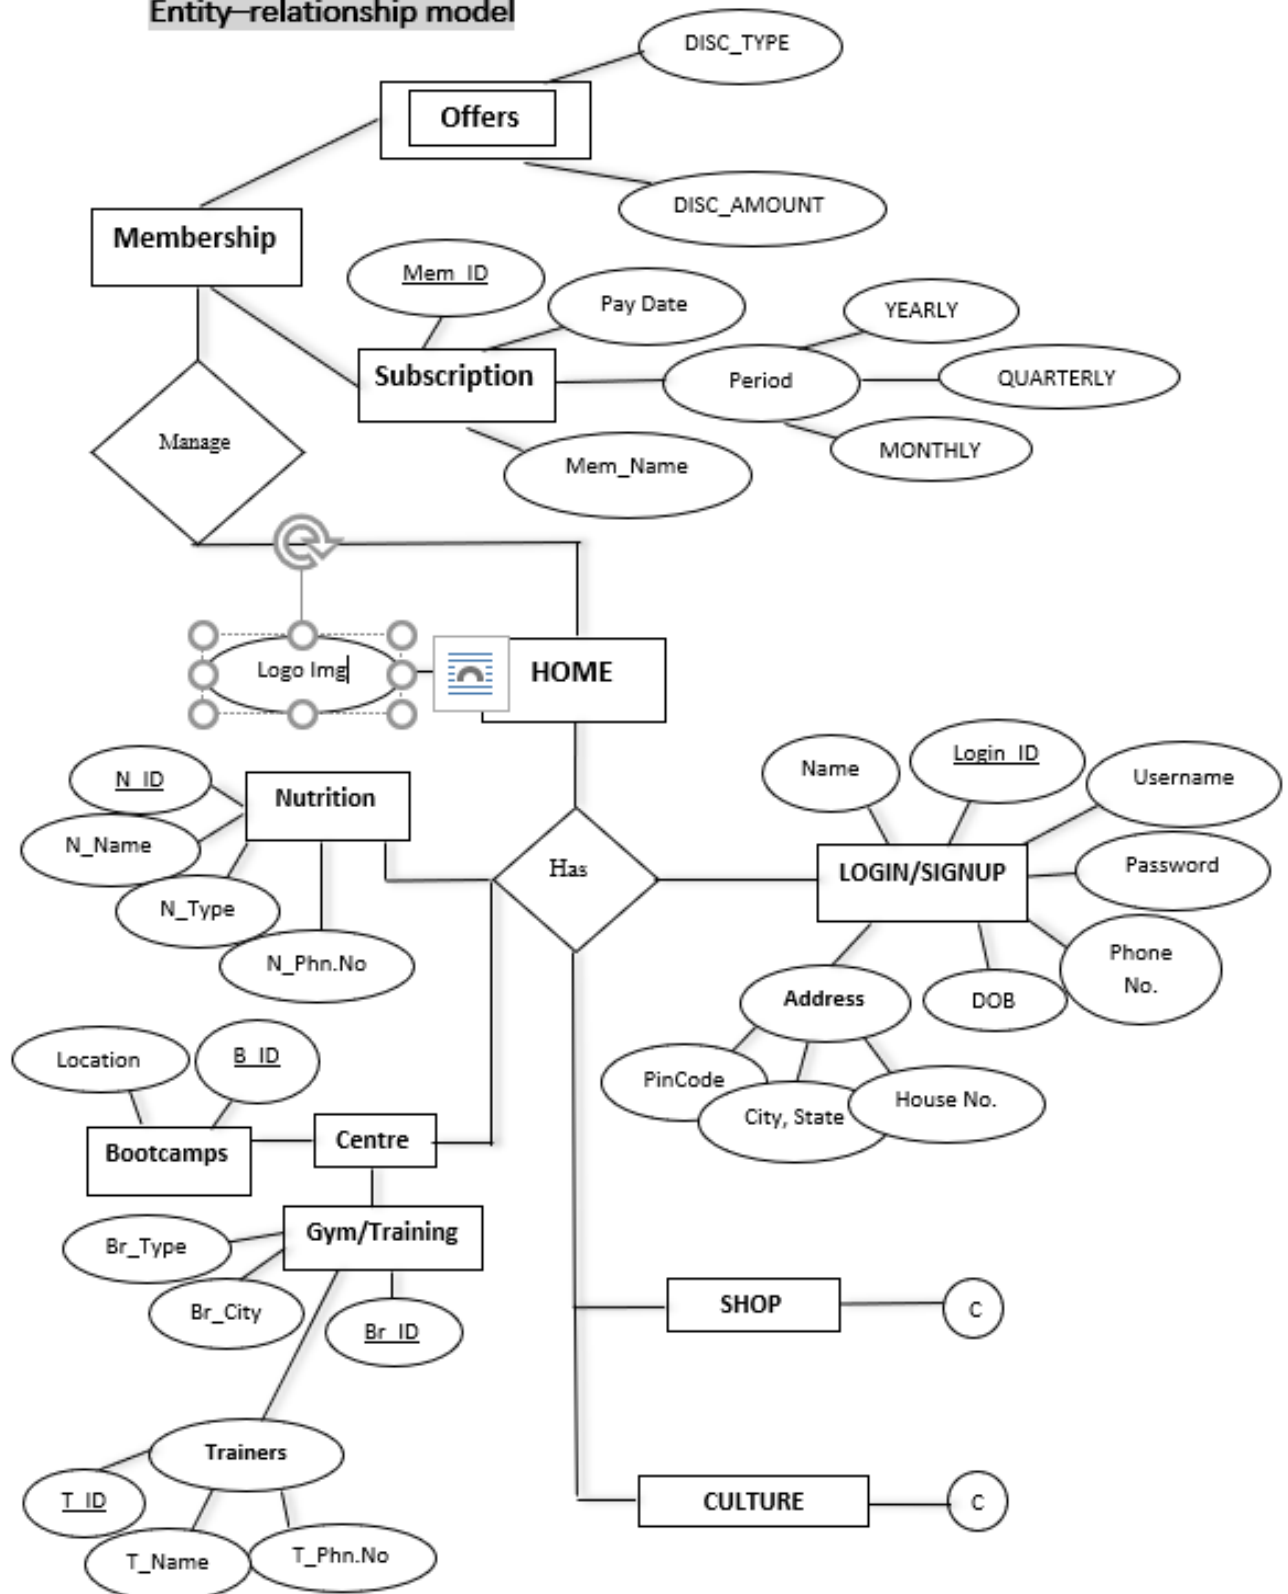 Entity–relationship model
DISC_TYPE
Offers
DISC_AMOUNT
Membership
Mem_ID
Pay Date
YEARLY
Subscription
Period
QUARTERLY
Manage
MONTHLY
Mem_Name
Logo Img
HOME
N_ID
Nutrition
Name
Login_ID
Username
N_Name
Has
LOGIN/SIGNUP
Password
N_Type
N_Phn.No
Phone
No.
Address
DOB
Location
B_ID
PinCode
City, State
House No.
Bootcamps
Centre
Br_Type
Gym/Training
Br_City
Br_ID
SHOP
C
Trainers
T_ID
CULTURE
C
T_Name
T_Phn.No